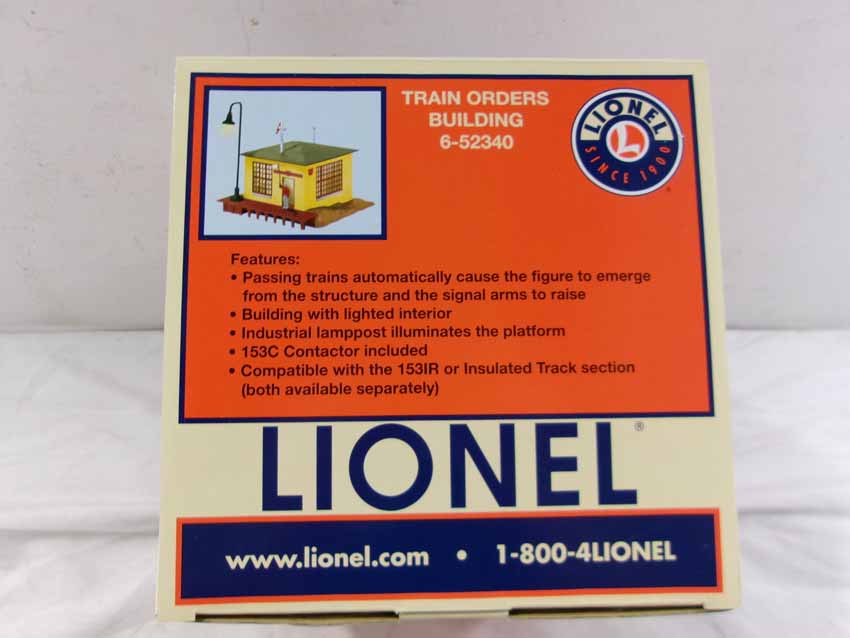 TRAIN ORDERS
BUILDING
6-52340
LIONEL
L
SINCE 1900
Features:
• Passing trains automatically cause the figure to emerge
from the structure and the signal arms to raise
• Building with lighted interior
• Industrial lamppost illuminates the platform
• 153C Contactor included
• Compatible with the 153IR or Insulated Track section
(both available separately)
LIONEL®
www.lionel.com • 1-800-4LIONEL